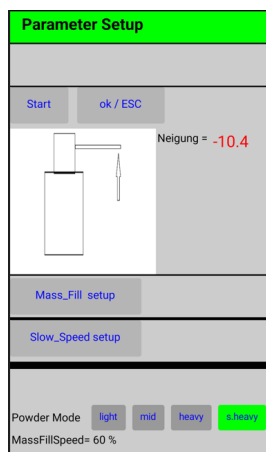 Parameter Setup
Start ok / ESC
Neigung = -10.4
Mass_Fill setup
Slow_Speed setup
Powder Mode light mid heavy s.heavy
MassFillSpeed= 60 %